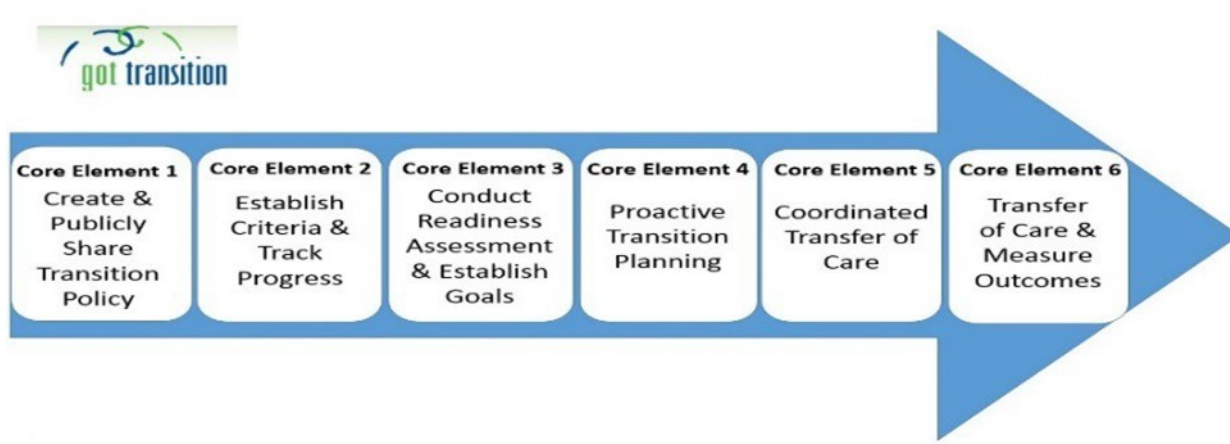 got transition
Core Element 1
Create &
Publicly
Share
Transition
Policy
Core Element 2
Establish
Criteria &
Track
Progress
Core Element 3
Conduct
Readiness
Assessment
& Establish
Goals
Core Element 4
Proactive
Transition
Planning
Core Element 5
Coordinated
Transfer of
Care
Core Element 6
Transfer
of Care &
Measure
Outcomes